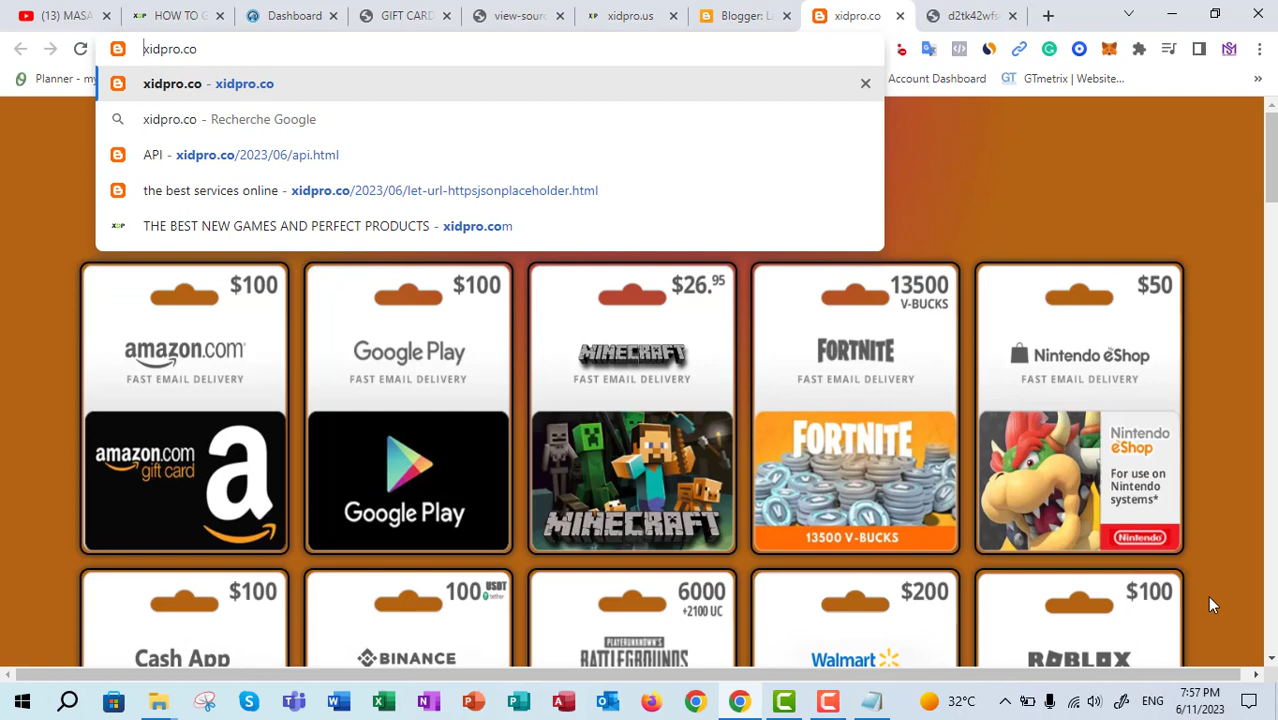 (13) MASA
HOW TO G
Dashboard
GIFT CARD
view-sour
xidpro.us
Blogger: L
xidpro.co
d2tk42wfs
xidpro.co
Planner - my
Account Dashboard
GTmetrix | Website...
xidpro.co - xidpro.co
xidpro.co - Recherche Google
API - xidpro.co/2023/06/api.html
the best services online - xidpro.co/2023/06/let-url-httpsjsonplaceholder.html
XDP THE BEST NEW GAMES AND PERFECT PRODUCTS - xidpro.com
$100
amazon.com
FAST EMAIL DELIVERY
amazon.com
gift card
$100
Google Play
FAST EMAIL DELIVERY
Google Play
$26.95
MINECRAFT
FAST EMAIL DELIVERY
MINECRAFT
13500
V-BUCKS
FORTNITE
FAST EMAIL DELIVERY
FORTNITE
13500 V-BUCKS
$50
Nintendo eShop
FAST EMAIL DELIVERY
Nintendo
eShop
For use on
Nintendo
systems*
Nintendo
$100
Cash App
100 USDT
tether
BINANCE
6000
+2100 UC
PLAYERUNKNOWN'S
BATTLEGROUNDS
$200
Walmart
$100
ROBLOX
32°C
ENG
7:57 PM
6/11/2023